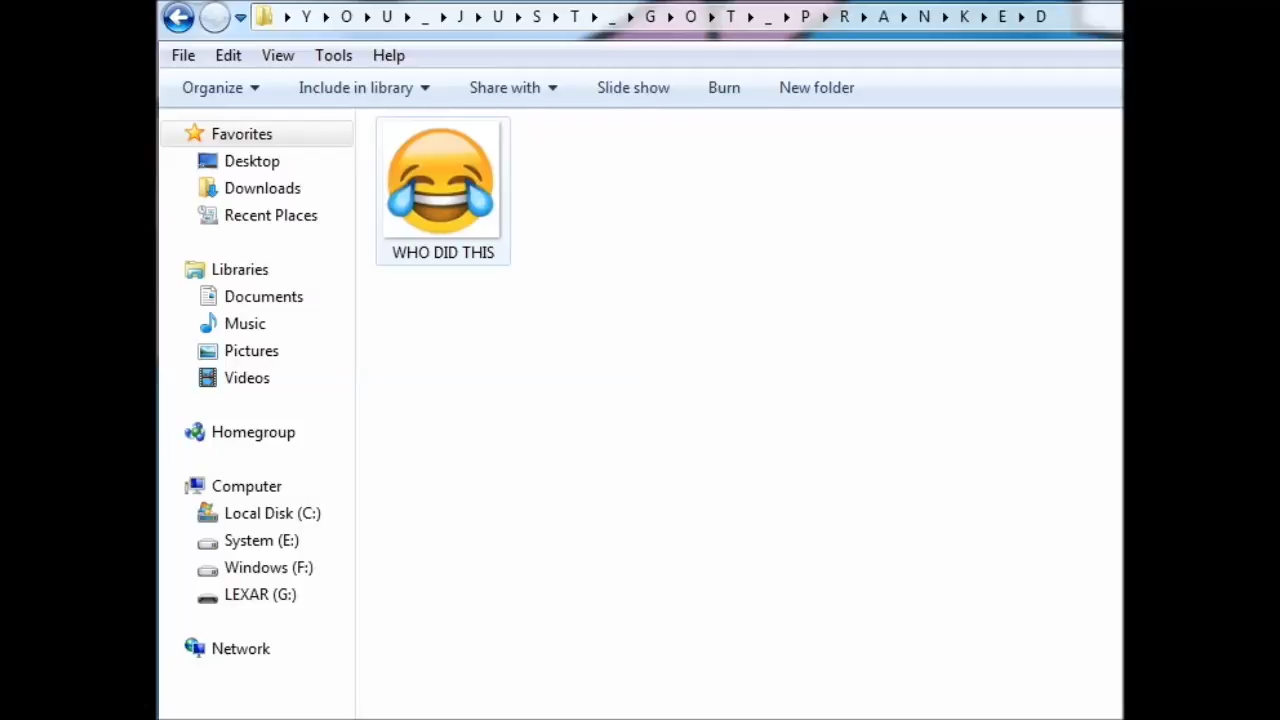 Y O U _ J U S T _ G O T _ P R A N K E D
File Edit View Tools Help
Organize Include in library Share with Slide show Burn New folder
Favorites
Desktop
Downloads
Recent Places
Libraries
Documents
Music
Pictures
Videos
Homegroup
Computer
Local Disk (C:)
System (E:)
Windows (F:)
LEXAR (G:)
Network
WHO DID THIS